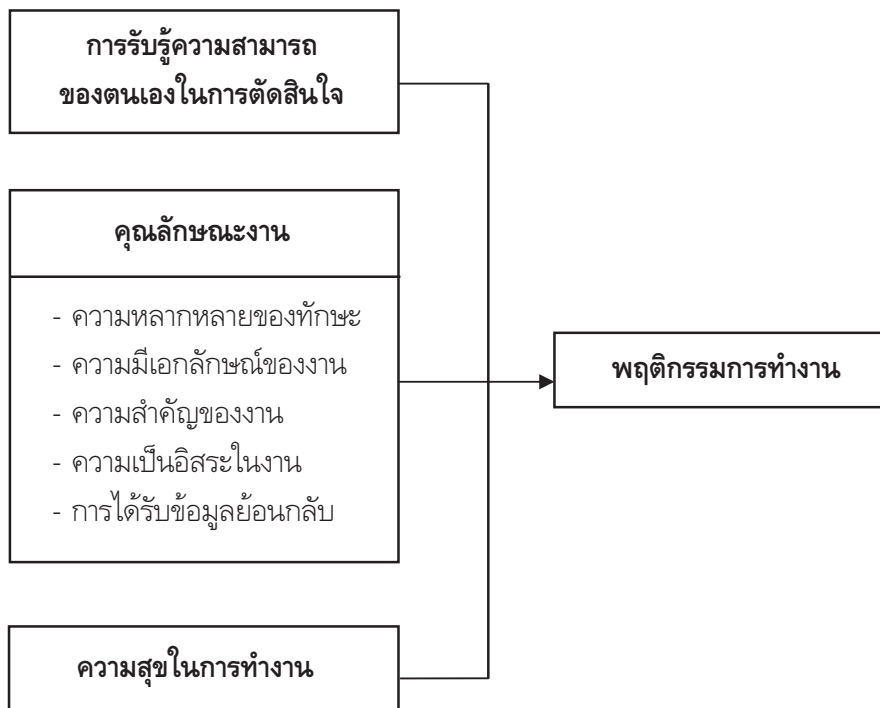 การรับรู้ความสามารถ
ของตนเองในการตัดสินใจ
คุณลักษณะงาน
- ความหลากหลายของทักษะ
- ความมีเอกลักษณ์ของงาน
- ความสำคัญของงาน
- ความเป็นอิสระในงาน
- การได้รับข้อมูลย้อนกลับ
พฤติกรรมการทำงาน
ความสุขในการทำงาน